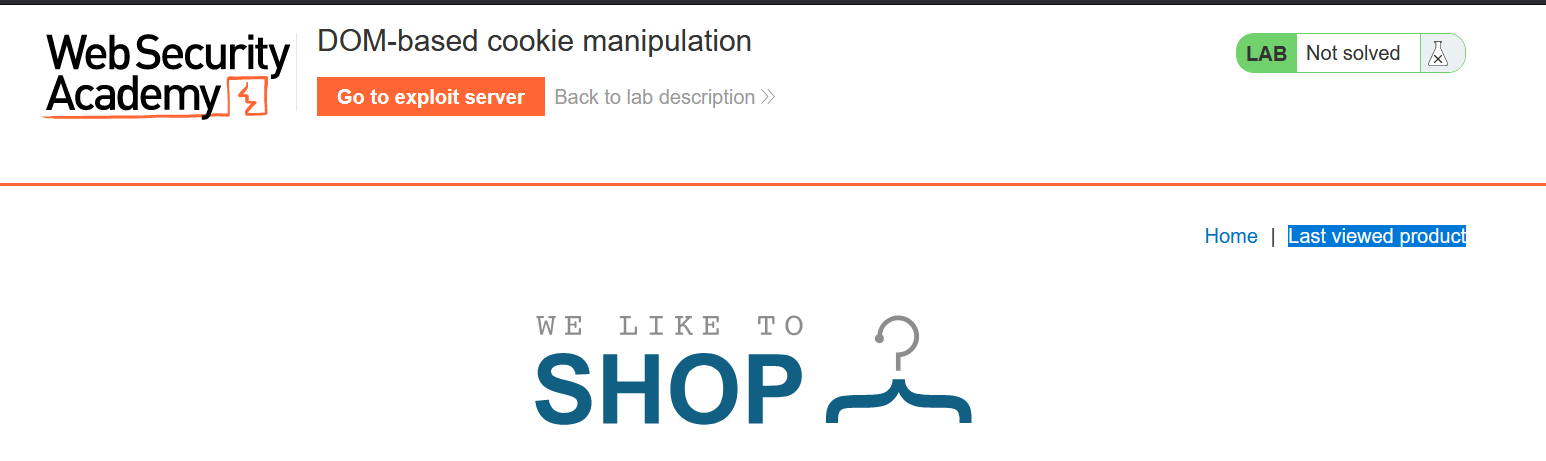 Web Security
Academy
DOM-based cookie manipulation
Go to exploit server
Back to lab description
LAB
Not solved
Home | Last viewed product
WE LIKE TO
SHOP